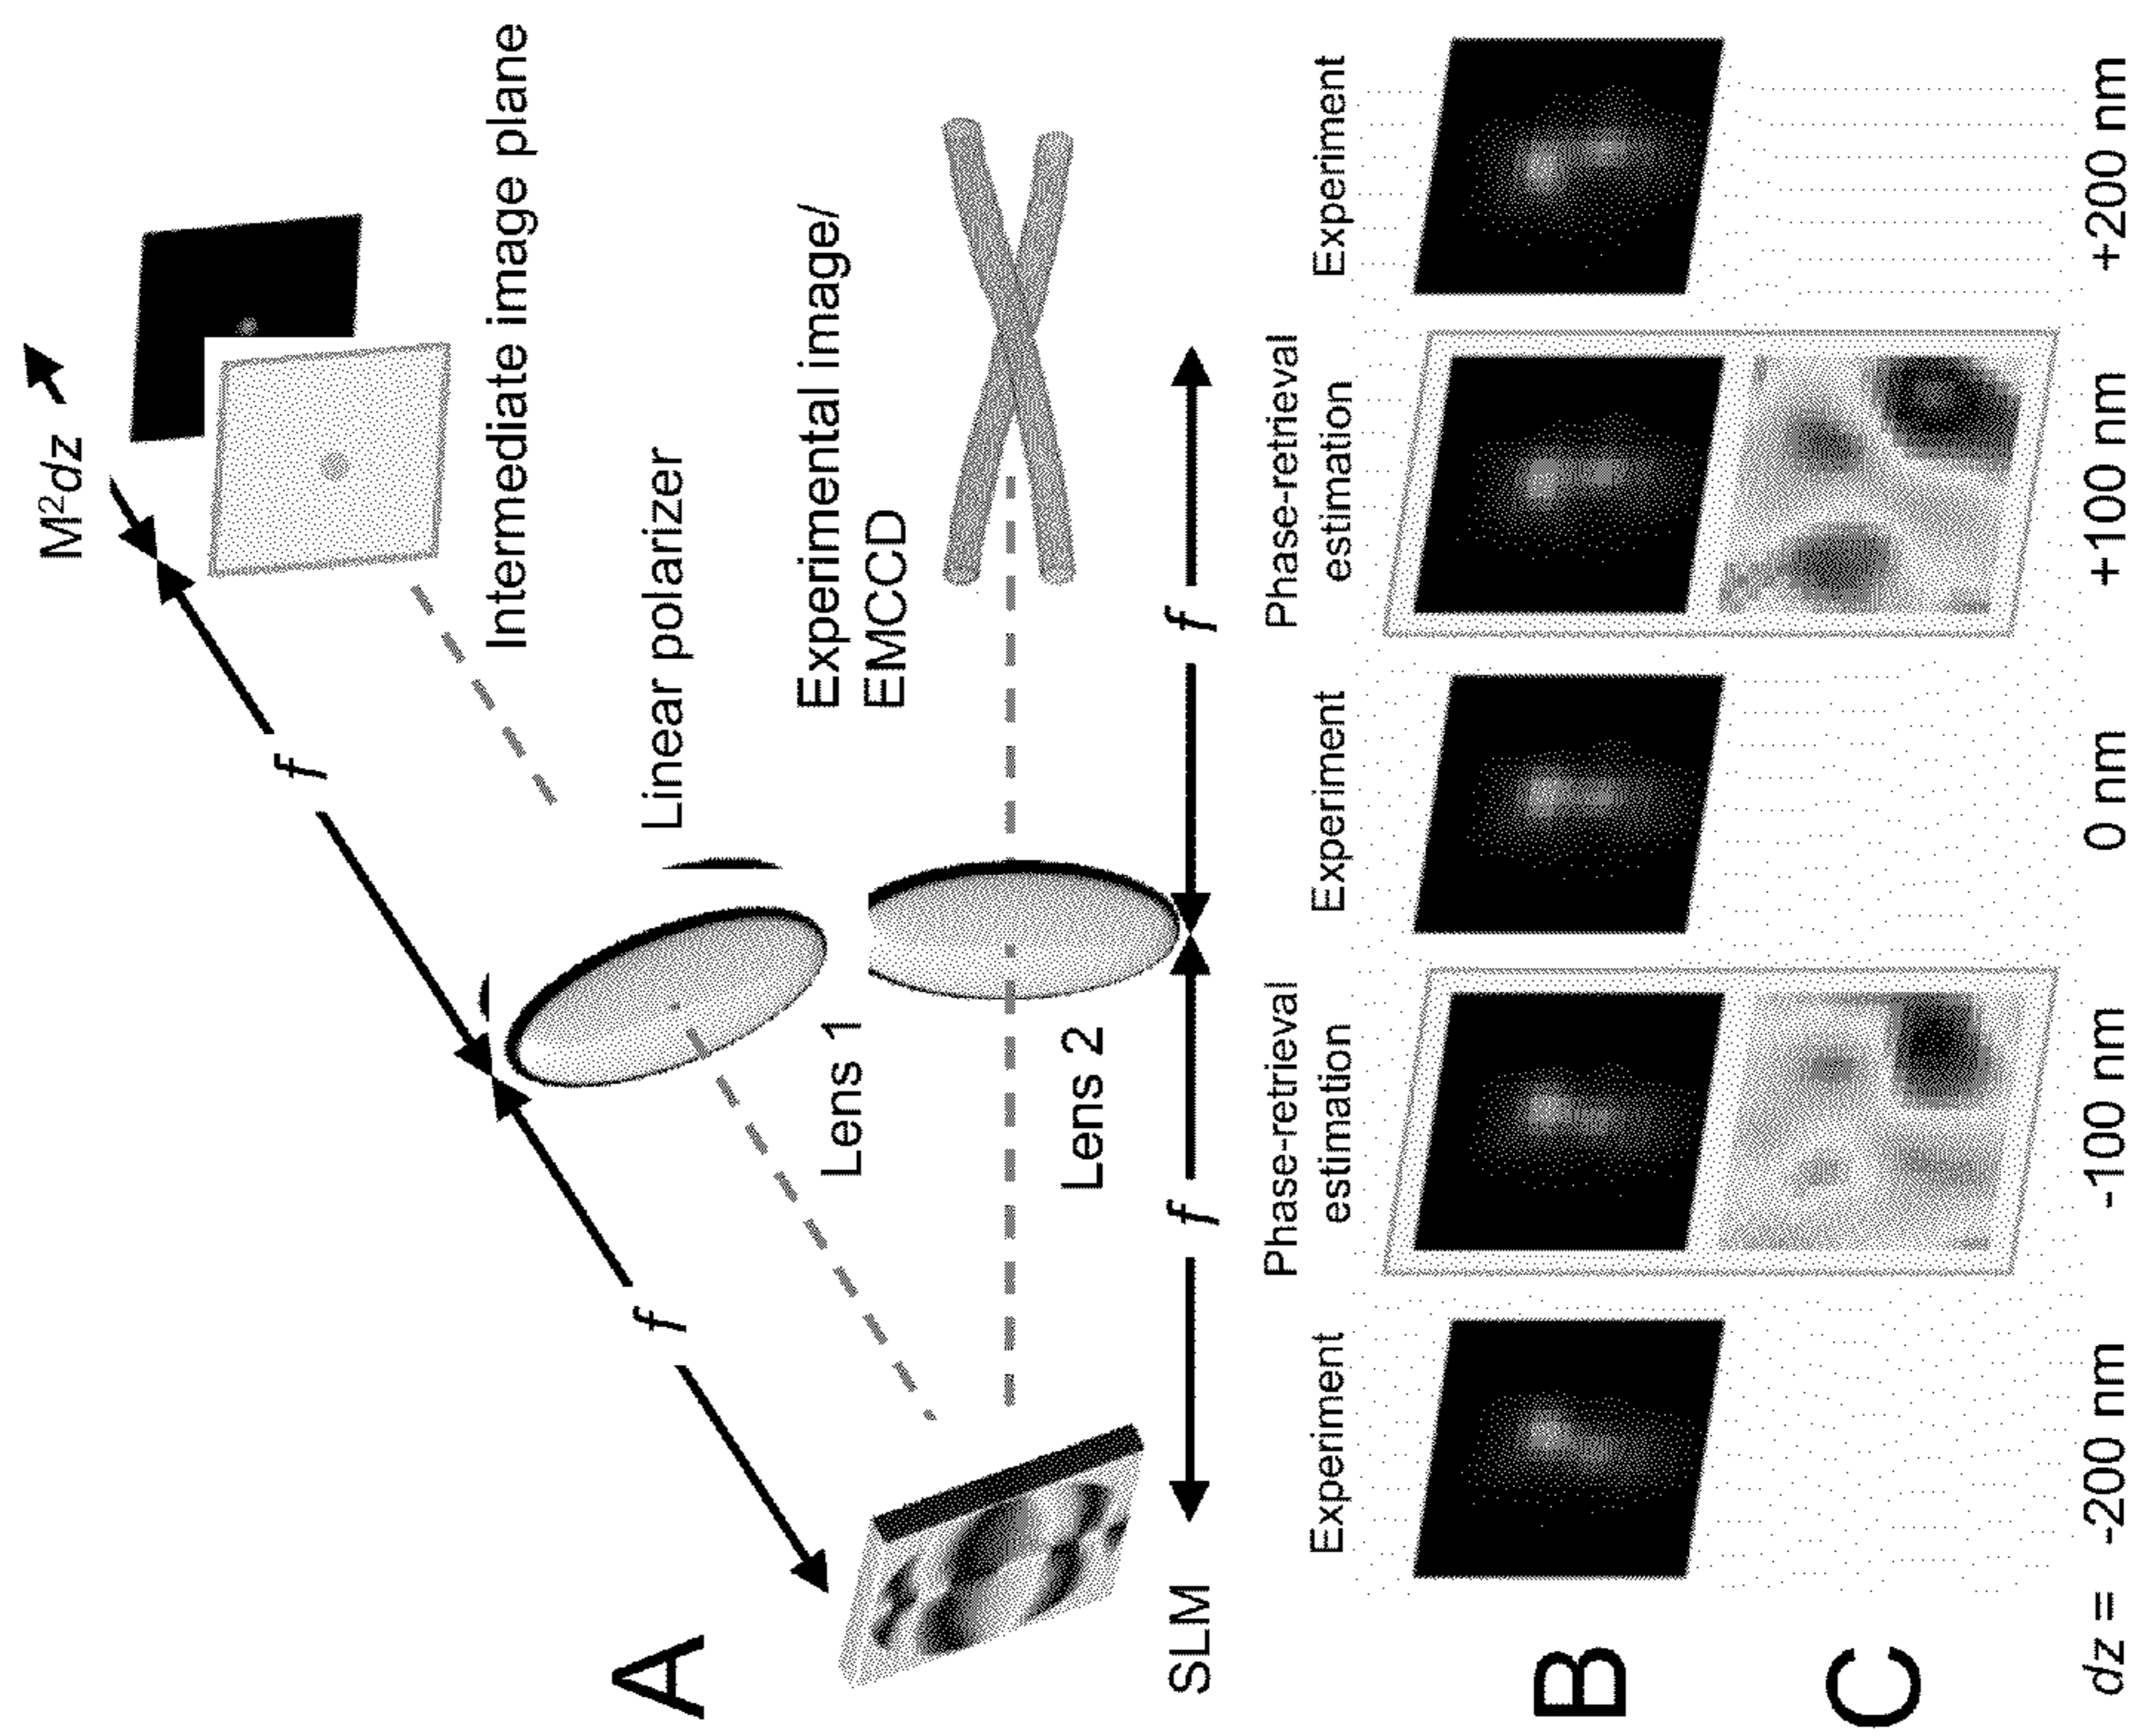 A
M²dz
f
f
Intermediate image plane
Linear polarizer
Lens 1
Experimental image/
EMCCD
Lens 2
SLM
f
f
Experiment
Phase-retrieval
estimation
Experiment
Phase-retrieval
estimation
Experiment
B
C
dz = -200 nm -100 nm 0 nm +100 nm +200 nm